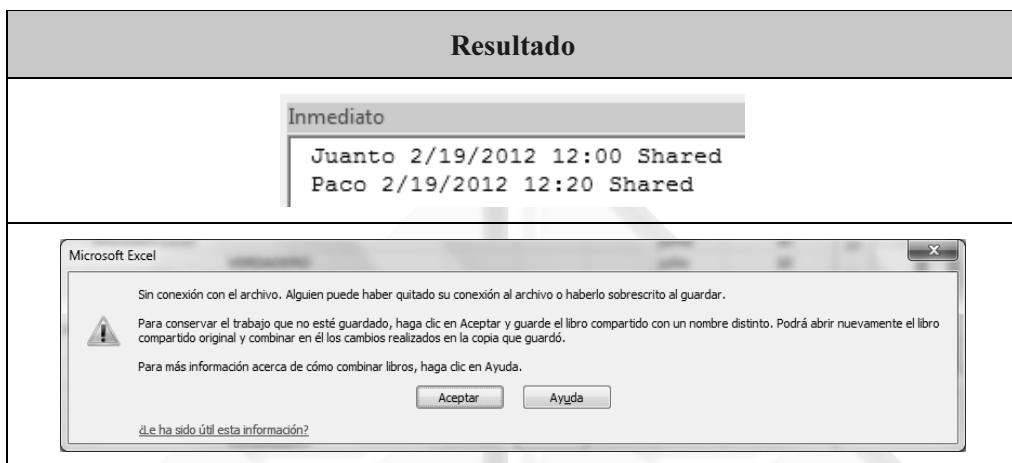 Resultado
Inmediato
Juanto 2/19/2012 12:00 Shared
Paco 2/19/2012 12:20 Shared
Microsoft Excel
Sin conexión con el archivo. Alguien puede haber quitado su conexión al archivo o haberlo sobrescrito al guardar.
Para conservar el trabajo que no esté guardado, haga clic en Aceptar y guarde el libro compartido con un nombre distinto. Podrá abrir nuevamente el libro
compartido original y combinar en él los cambios realizados en la copia que guardó.
Para más información acerca de cómo combinar libros, haga clic en Ayuda.
Aceptar Ayuda
¿Le ha sido útil esta información?